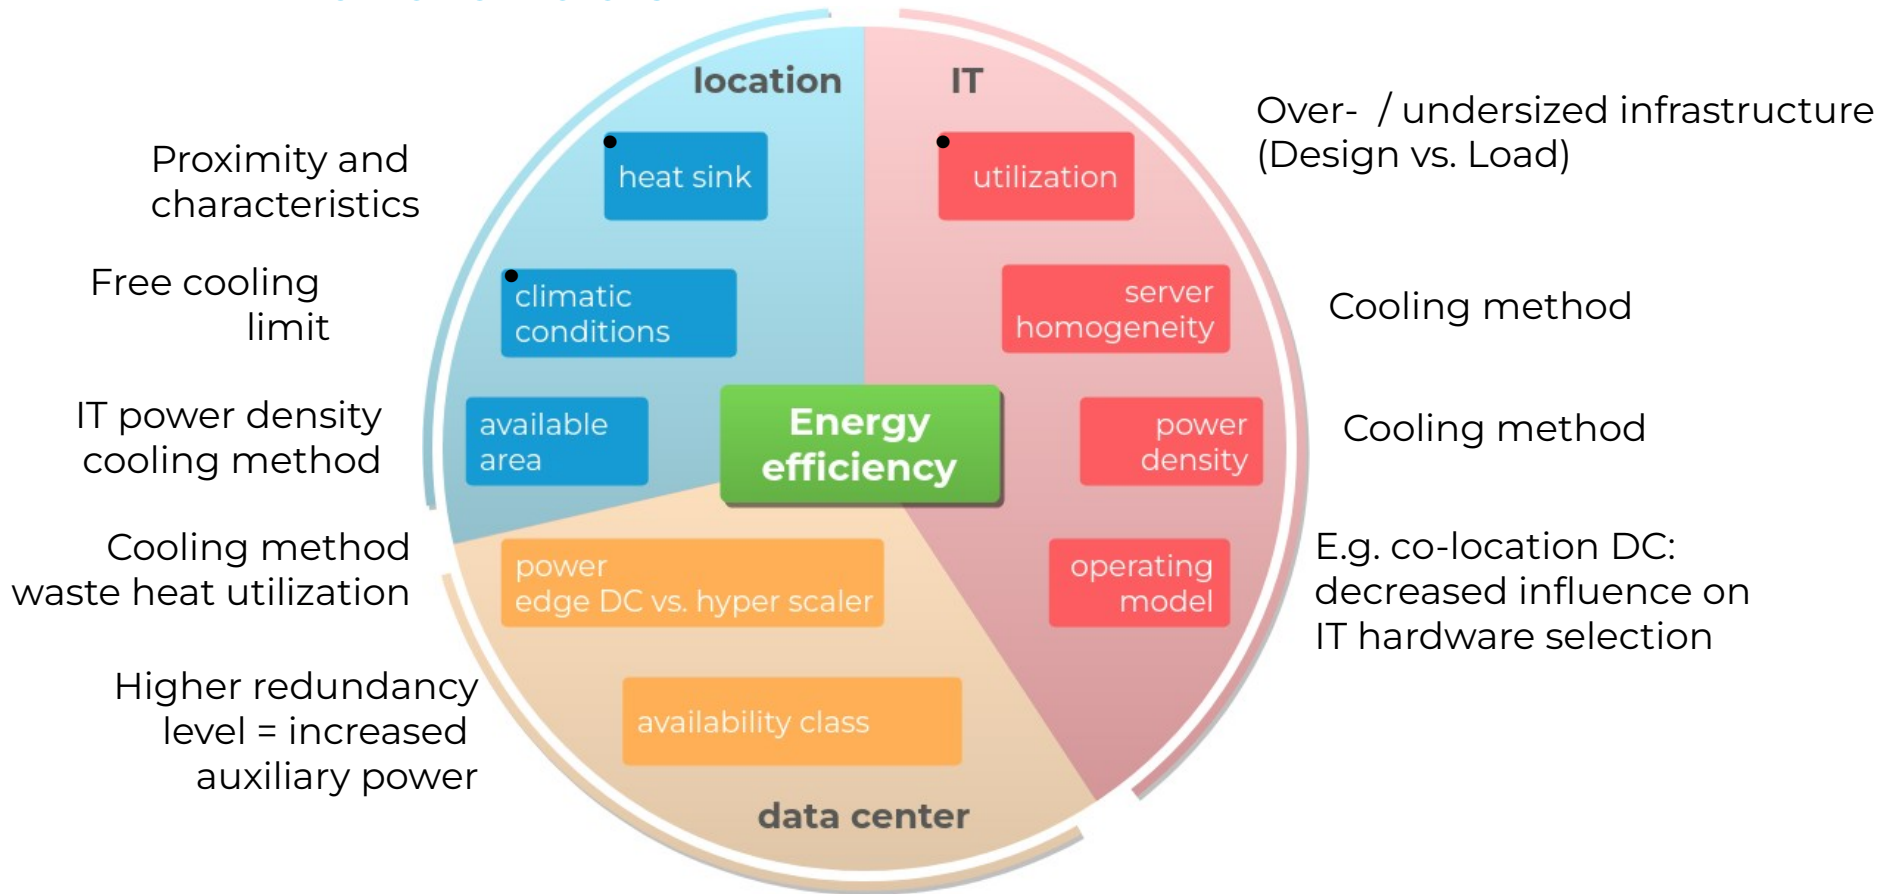 location
IT
Proximity and
characteristics
heat sink
utilization
Over- / undersized infrastructure
(Design vs. Load)
Free cooling
limit
climatic
conditions
server
homogeneity
Cooling method
IT power density
cooling method
available
area
Energy
efficiency
power
density
Cooling method
Cooling method
waste heat utilization
power
edge DC vs. hyper scaler
operating
model
E.g. co-location DC:
decreased influence on
IT hardware selection
Higher redundancy
level = increased
auxiliary power
availability class
data center